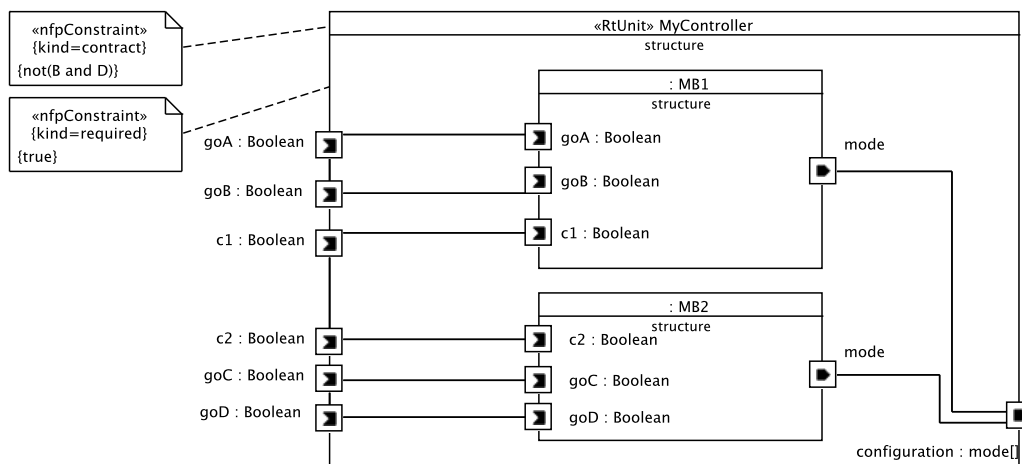 «nfpConstraint»
{kind=contract}
{not(B and D)}
«nfpConstraint»
{kind=required}
{true}
«RtUnit» MyController
structure
: MB1
structure
goA : Boolean
goA : Boolean
mode
goB : Boolean
goB : Boolean
c1 : Boolean
c1 : Boolean
: MB2
structure
c2 : Boolean
c2 : Boolean
mode
goC : Boolean
goC : Boolean
goD : Boolean
goD : Boolean
configuration : mode[]